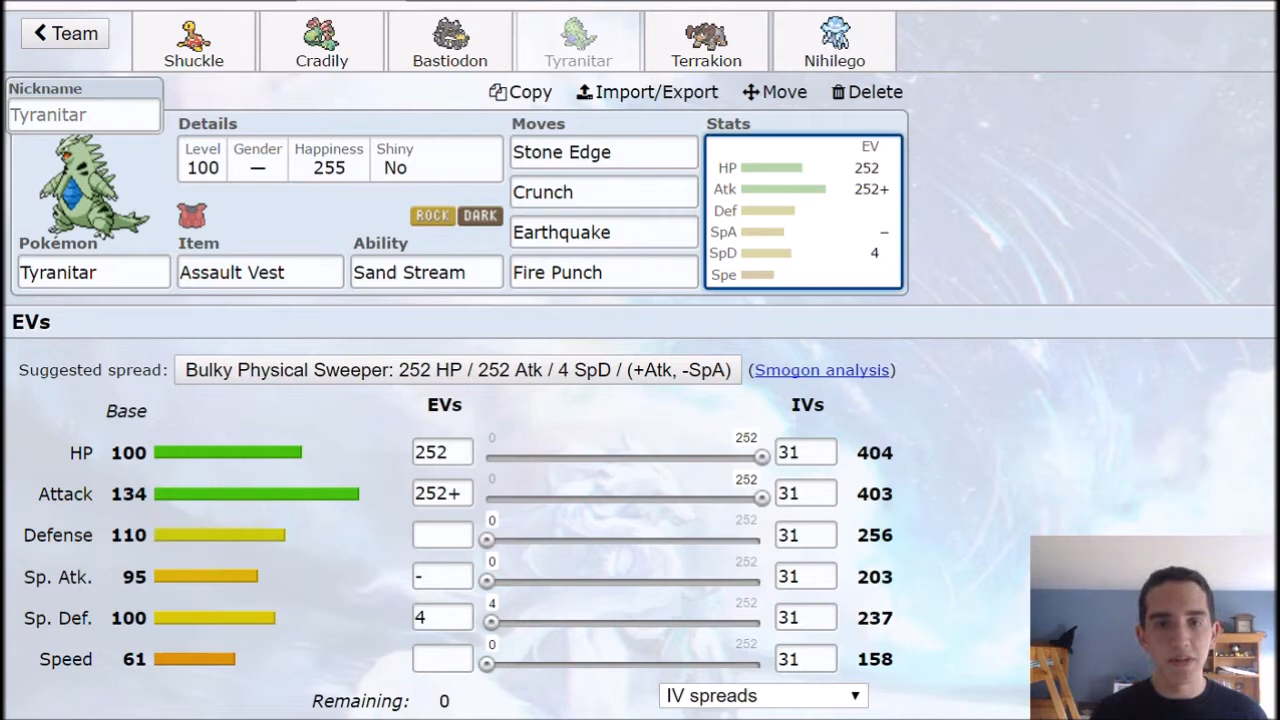 Team
Shuckle
Cradily
Bastiodon
Tyranitar
Terrakion
Nihilego
Nickname
Tyranitar
Copy
Import/Export
Move
Delete
Details
Level
100
Gender
—
Happiness
255
Shiny
No
ROCK DARK
Pokémon
Tyranitar
Item
Assault Vest
Ability
Sand Stream
Moves
Stone Edge
Crunch
Earthquake
Fire Punch
Stats
EV
HP 252
Atk 252+
Def
SpA –
SpD 4
Spe
EVs
Suggested spread: Bulky Physical Sweeper: 252 HP / 252 Atk / 4 SpD / (+Atk, -SpA) (Smogon analysis)
Base EVs IVs
HP 100 252 0 252 31 404
Attack 134 252+ 0 252 31 403
Defense 110 0 252 31 256
Sp. Atk. 95 - 0 252 31 203
Sp. Def. 100 4 4 252 31 237
Speed 61 0 252 31 158
Remaining: 0
IV spreads